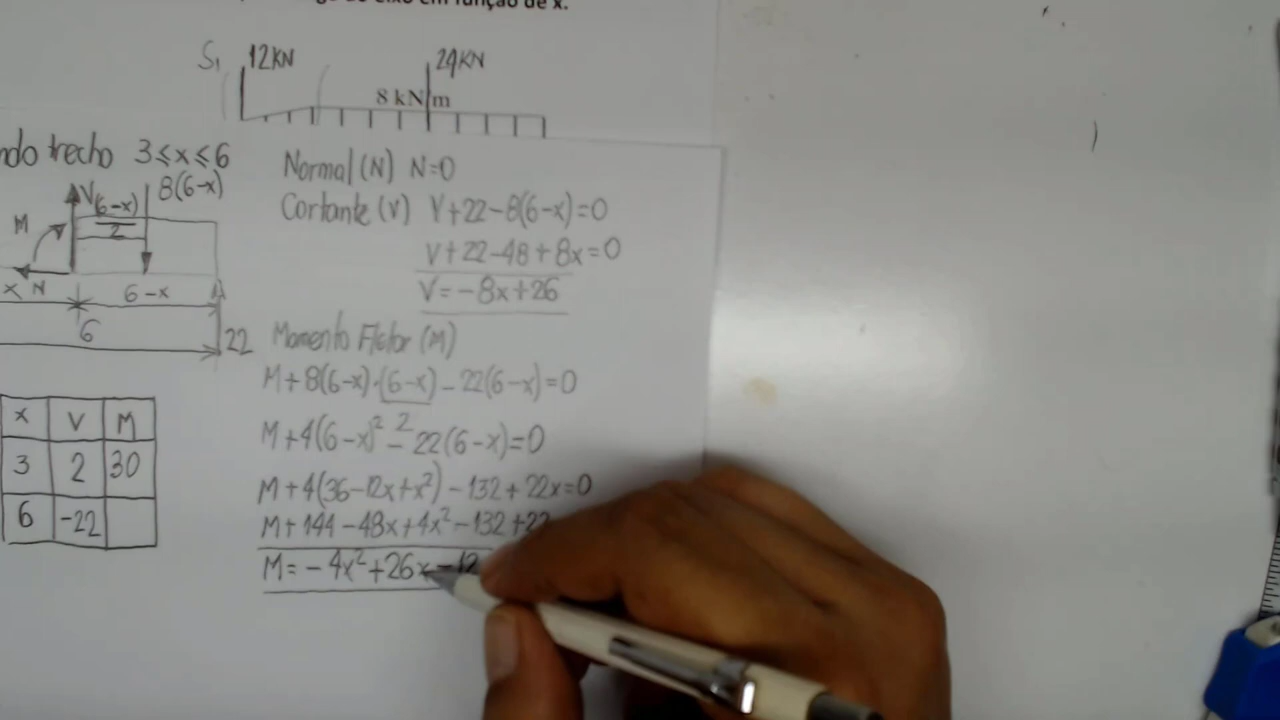 em função de x.
S₁ 12KN 24KN
8 kN/m
ndo trecho 3≤x≤6
V (6-x) 8(6-x)
2
M
x N 6-x
6
22
x V M
3 2 30
6 -22
Normal (N) N=0
Cortante (V) V+22-8(6-x)=0
V+22-48+8x=0
V=-8x+26
Momento Fletor (M)
M+8(6-x)·(6-x)-22(6-x)=0
2
M+4(6-x)²-22(6-x)=0
M+4(36-12x+x²)-132+22x=0
M+144-48x+4x²-132+22
M=-4x²+26x-12